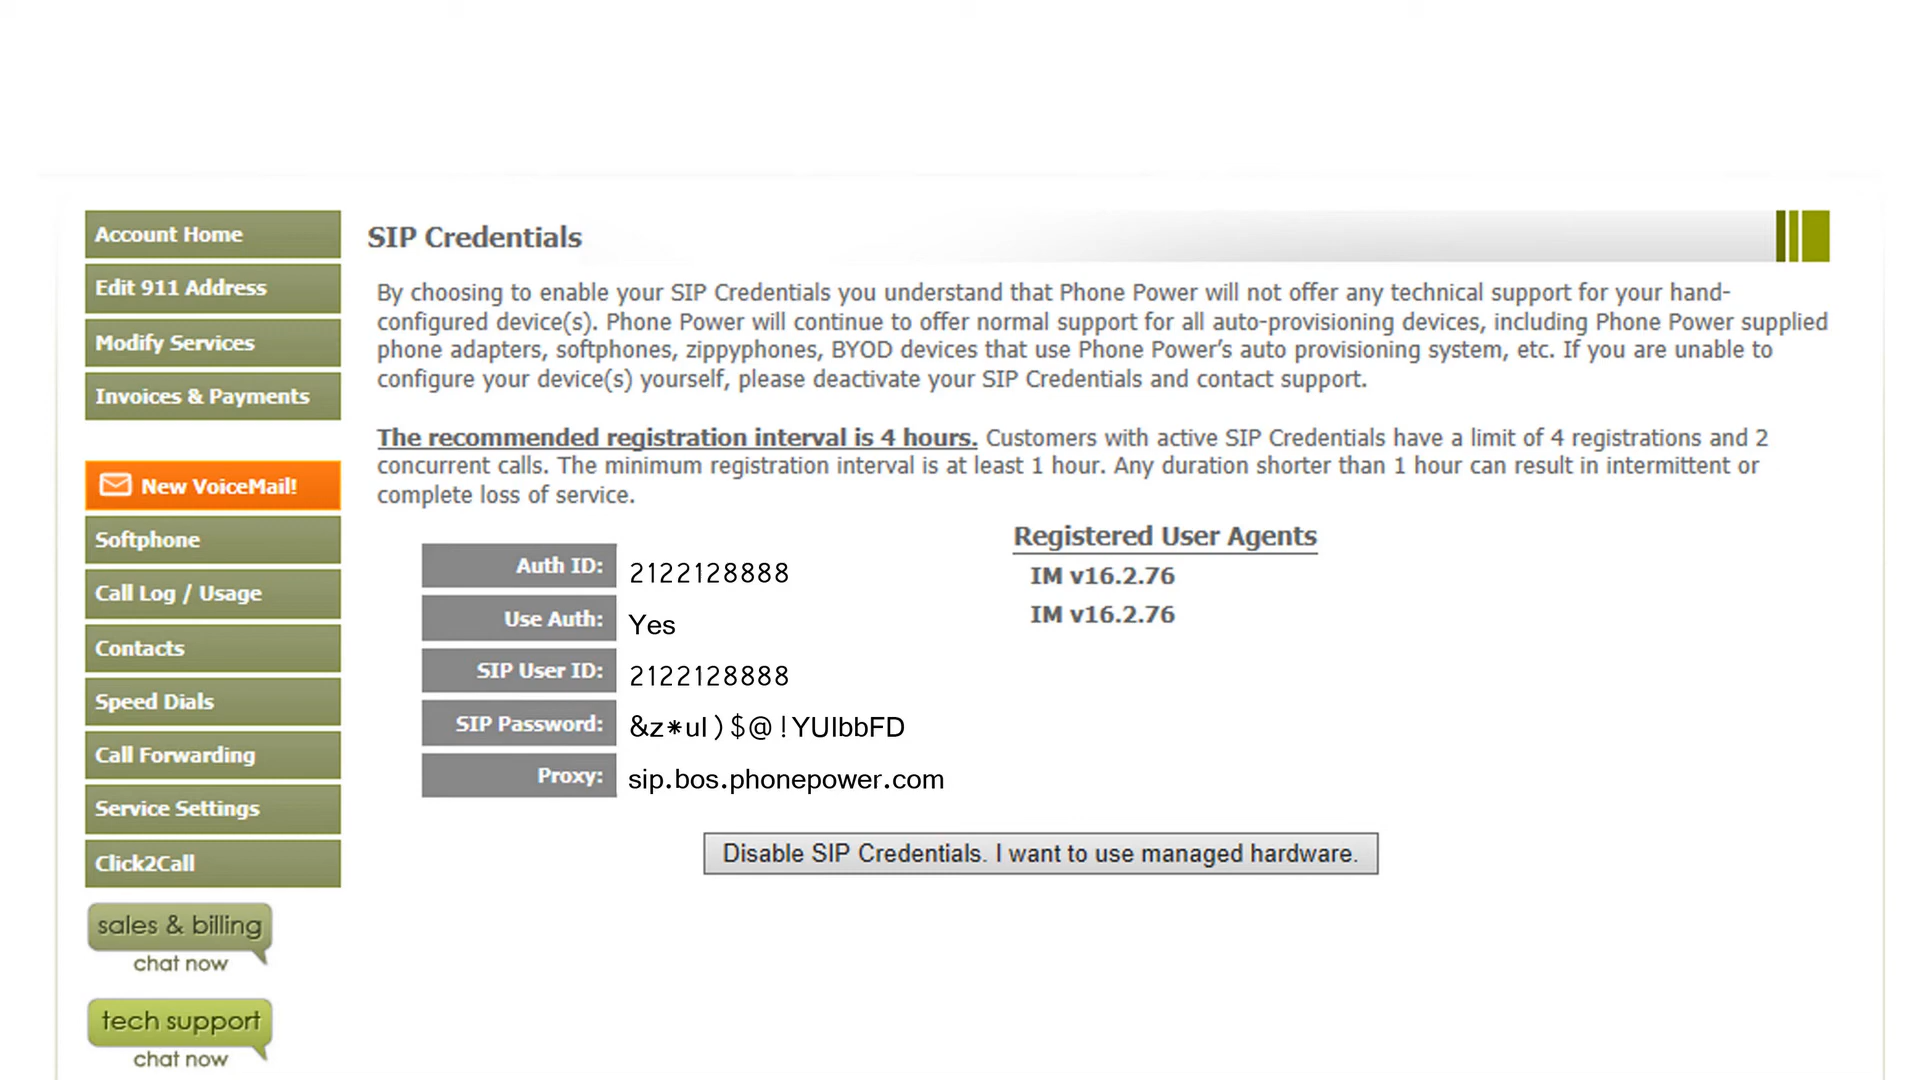 Account Home
Edit 911 Address
Modify Services
Invoices & Payments
New VoiceMail!
Softphone
Call Log / Usage
Contacts
Speed Dials
Call Forwarding
Service Settings
Click2Call
sales & billing
chat now
tech support
chat now
SIP Credentials
By choosing to enable your SIP Credentials you understand that Phone Power will not offer any technical support for your hand-
configured device(s). Phone Power will continue to offer normal support for all auto-provisioning devices, including Phone Power supplied
phone adapters, softphones, zippyphones, BYOD devices that use Phone Power's auto provisioning system, etc. If you are unable to
configure your device(s) yourself, please deactivate your SIP Credentials and contact support.
The recommended registration interval is 4 hours. Customers with active SIP Credentials have a limit of 4 registrations and 2
concurrent calls. The minimum registration interval is at least 1 hour. Any duration shorter than 1 hour can result in intermittent or
complete loss of service.
Auth ID: 2122128888
Use Auth: Yes
SIP User ID: 2122128888
SIP Password: &z*uI)$@!YUIbbFD
Proxy: sip.bos.phonepower.com
Registered User Agents
IM v16.2.76
IM v16.2.76
Disable SIP Credentials. I want to use managed hardware.